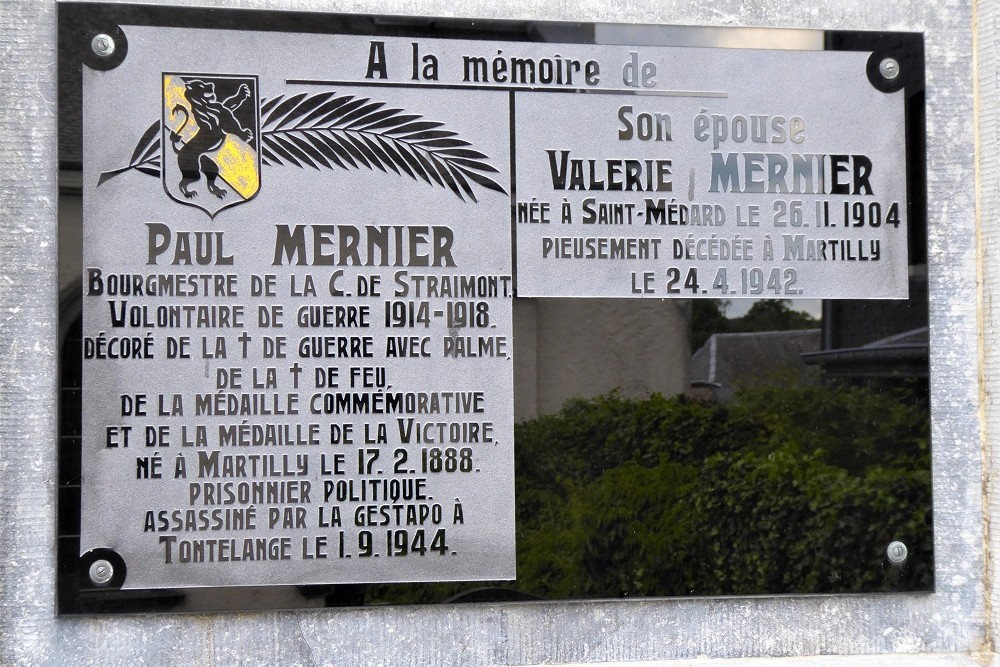 A la mémoire de
PAUL MERNIER
BOURGMESTRE DE LA C. DE STRAIMONT.
VOLONTAIRE DE GUERRE 1914-1918.
DÉCORÉ DE LA † DE GUERRE AVEC PALME,
DE LA † DE FEU,
DE LA MÉDAILLE COMMÉMORATIVE
ET DE LA MÉDAILLE DE LA VICTOIRE,
NÉ À MARTILLY LE 17.2.1888.
PRISONNIER POLITIQUE.
ASSASSINÉ PAR LA GESTAPO À
TONTELANGE LE 1.9.1944.
Son épouse
VALERIE MERNIER
NÉE À SAINT-MÉDARD LE 26.11.1904
PIEUSEMENT DÉCÉDÉE À MARTILLY
LE 24.4.1942.